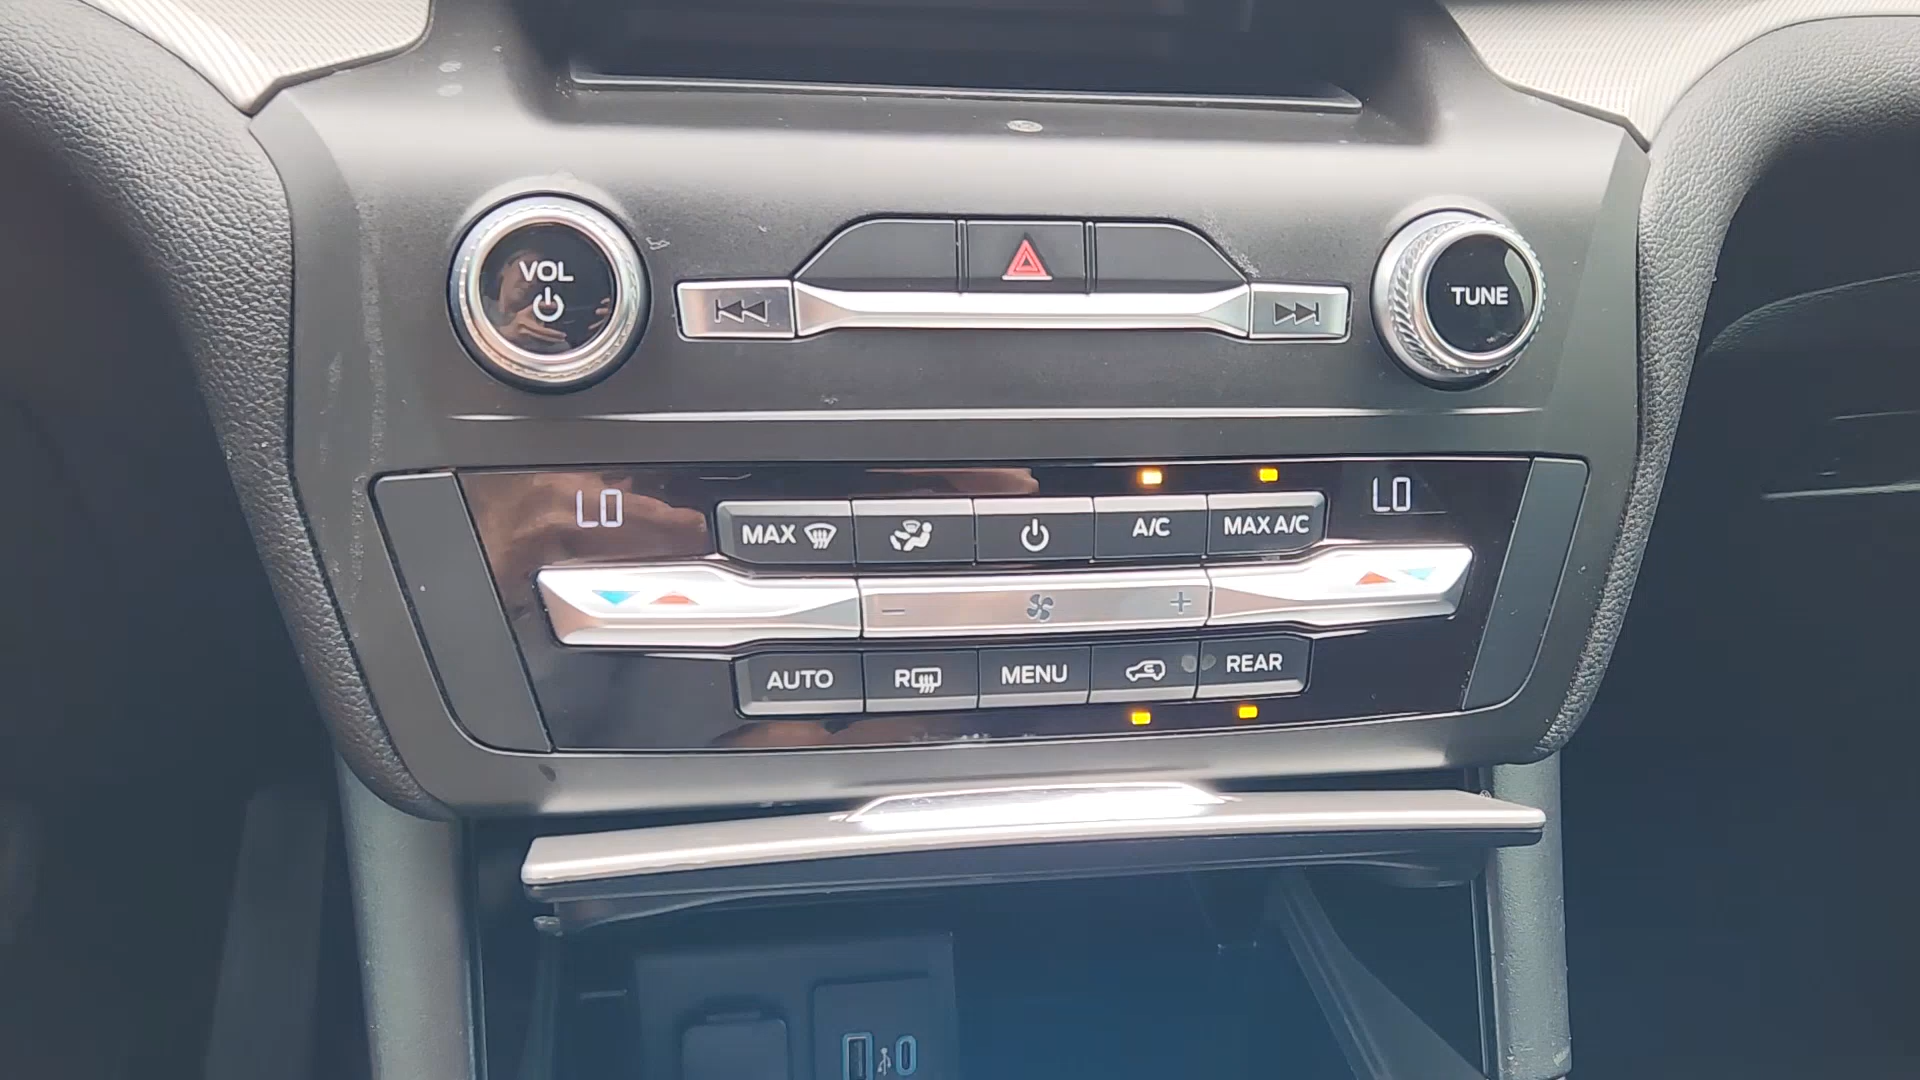 VOL
TUNE
LO
LO
MAX
A/C
MAX A/C
−
+
AUTO
R
MENU
REAR